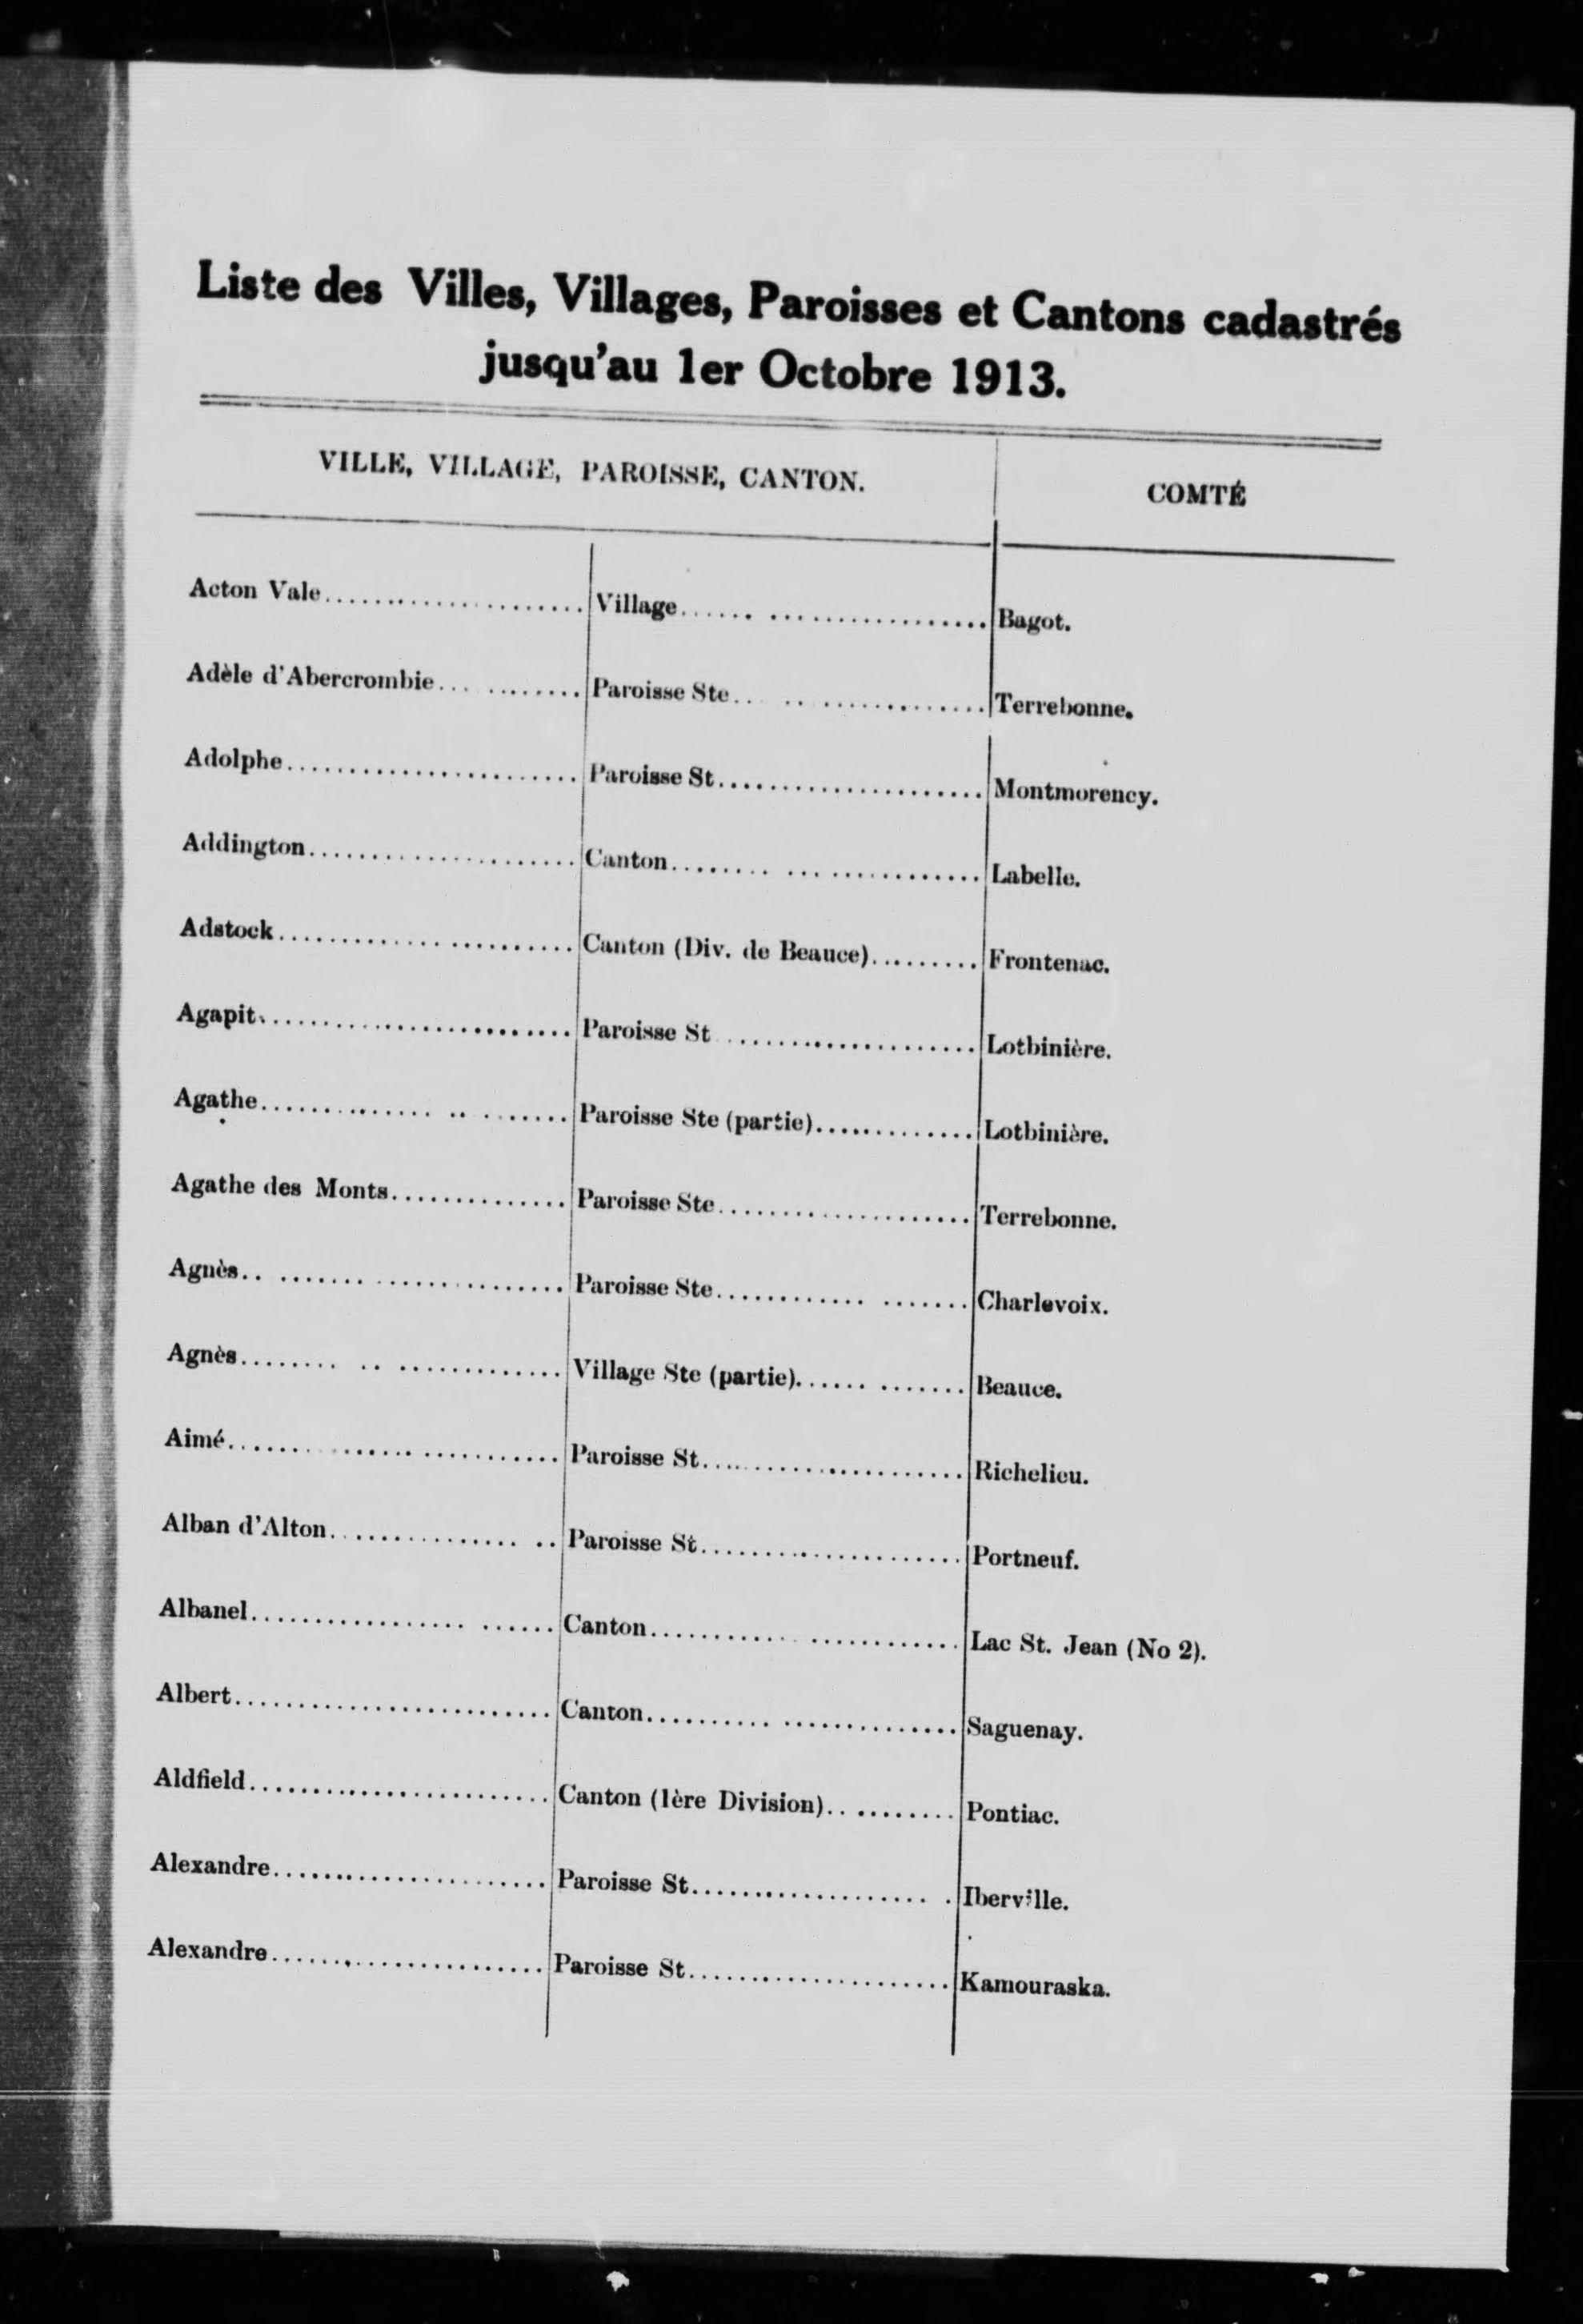 Liste des Villes, Villages, Paroisses et Cantons cadastrés
jusqu'au 1er Octobre 1913.
VILLE, VILLAGE, PAROISSE, CANTON. COMTÉ
Acton Vale Village Bagot.
Adèle d'Abercrombie Paroisse Ste Terrebonne.
Adolphe Paroisse St Montmorency.
Addington Canton Labelle.
Adstock Canton (Div. de Beauce) Frontenac.
Agapit Paroisse St Lotbinière.
Agathe Paroisse Ste (partie) Lotbinière.
Agathe des Monts Paroisse Ste Terrebonne.
Agnès Paroisse Ste Charlevoix.
Agnès Village Ste (partie) Beauce.
Aimé Paroisse St Richelieu.
Alban d'Alton Paroisse St Portneuf.
Albanel Canton Lac St. Jean (No 2).
Albert Canton Saguenay.
Aldfield Canton (1ère Division) Pontiac.
Alexandre Paroisse St Iberville.
Alexandre Paroisse St Kamouraska.